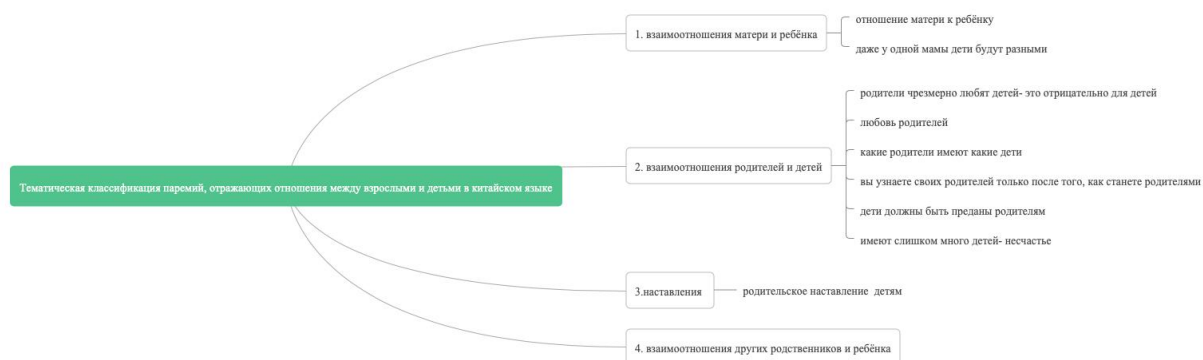 Тематическая классификация паремий, отражающих отношения между взрослыми и детьми в китайском языке
1. взаимоотношения матери и ребёнка
отношение матери к ребёнку
даже у одной мамы дети будут разными
2. взаимоотношения родителей и детей
родители чрезмерно любят детей- это отрицательно для детей
любовь родителей
какие родители имеют какие дети
вы узнаете своих родителей только после того, как станете родителями
дети должны быть преданы родителям
имеют слишком много детей- несчастье
3.наставления
родительское наставление детям
4. взаимоотношения других родственников и ребёнка